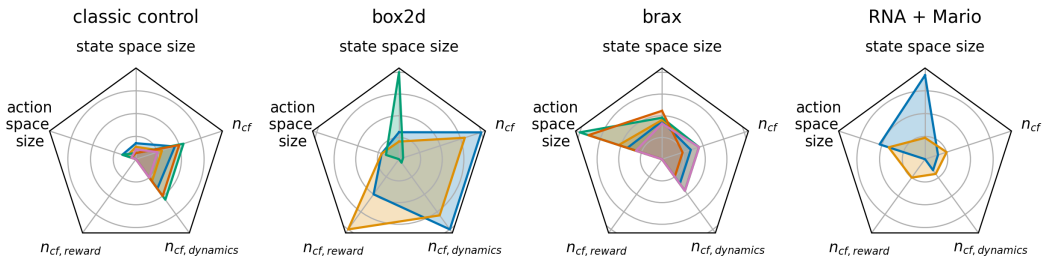 classic control
state space size
action
space
size
n_cf
n_cf, reward
n_cf, dynamics
box2d
state space size
action
space
size
n_cf
n_cf, reward
n_cf, dynamics
brax
state space size
action
space
size
n_cf
n_cf, reward
n_cf, dynamics
RNA + Mario
state space size
action
space
size
n_cf
n_cf, reward
n_cf, dynamics